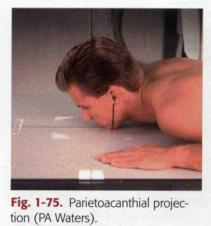 Fig. 1-75. Parietoacanthial projec-
tion (PA Waters).